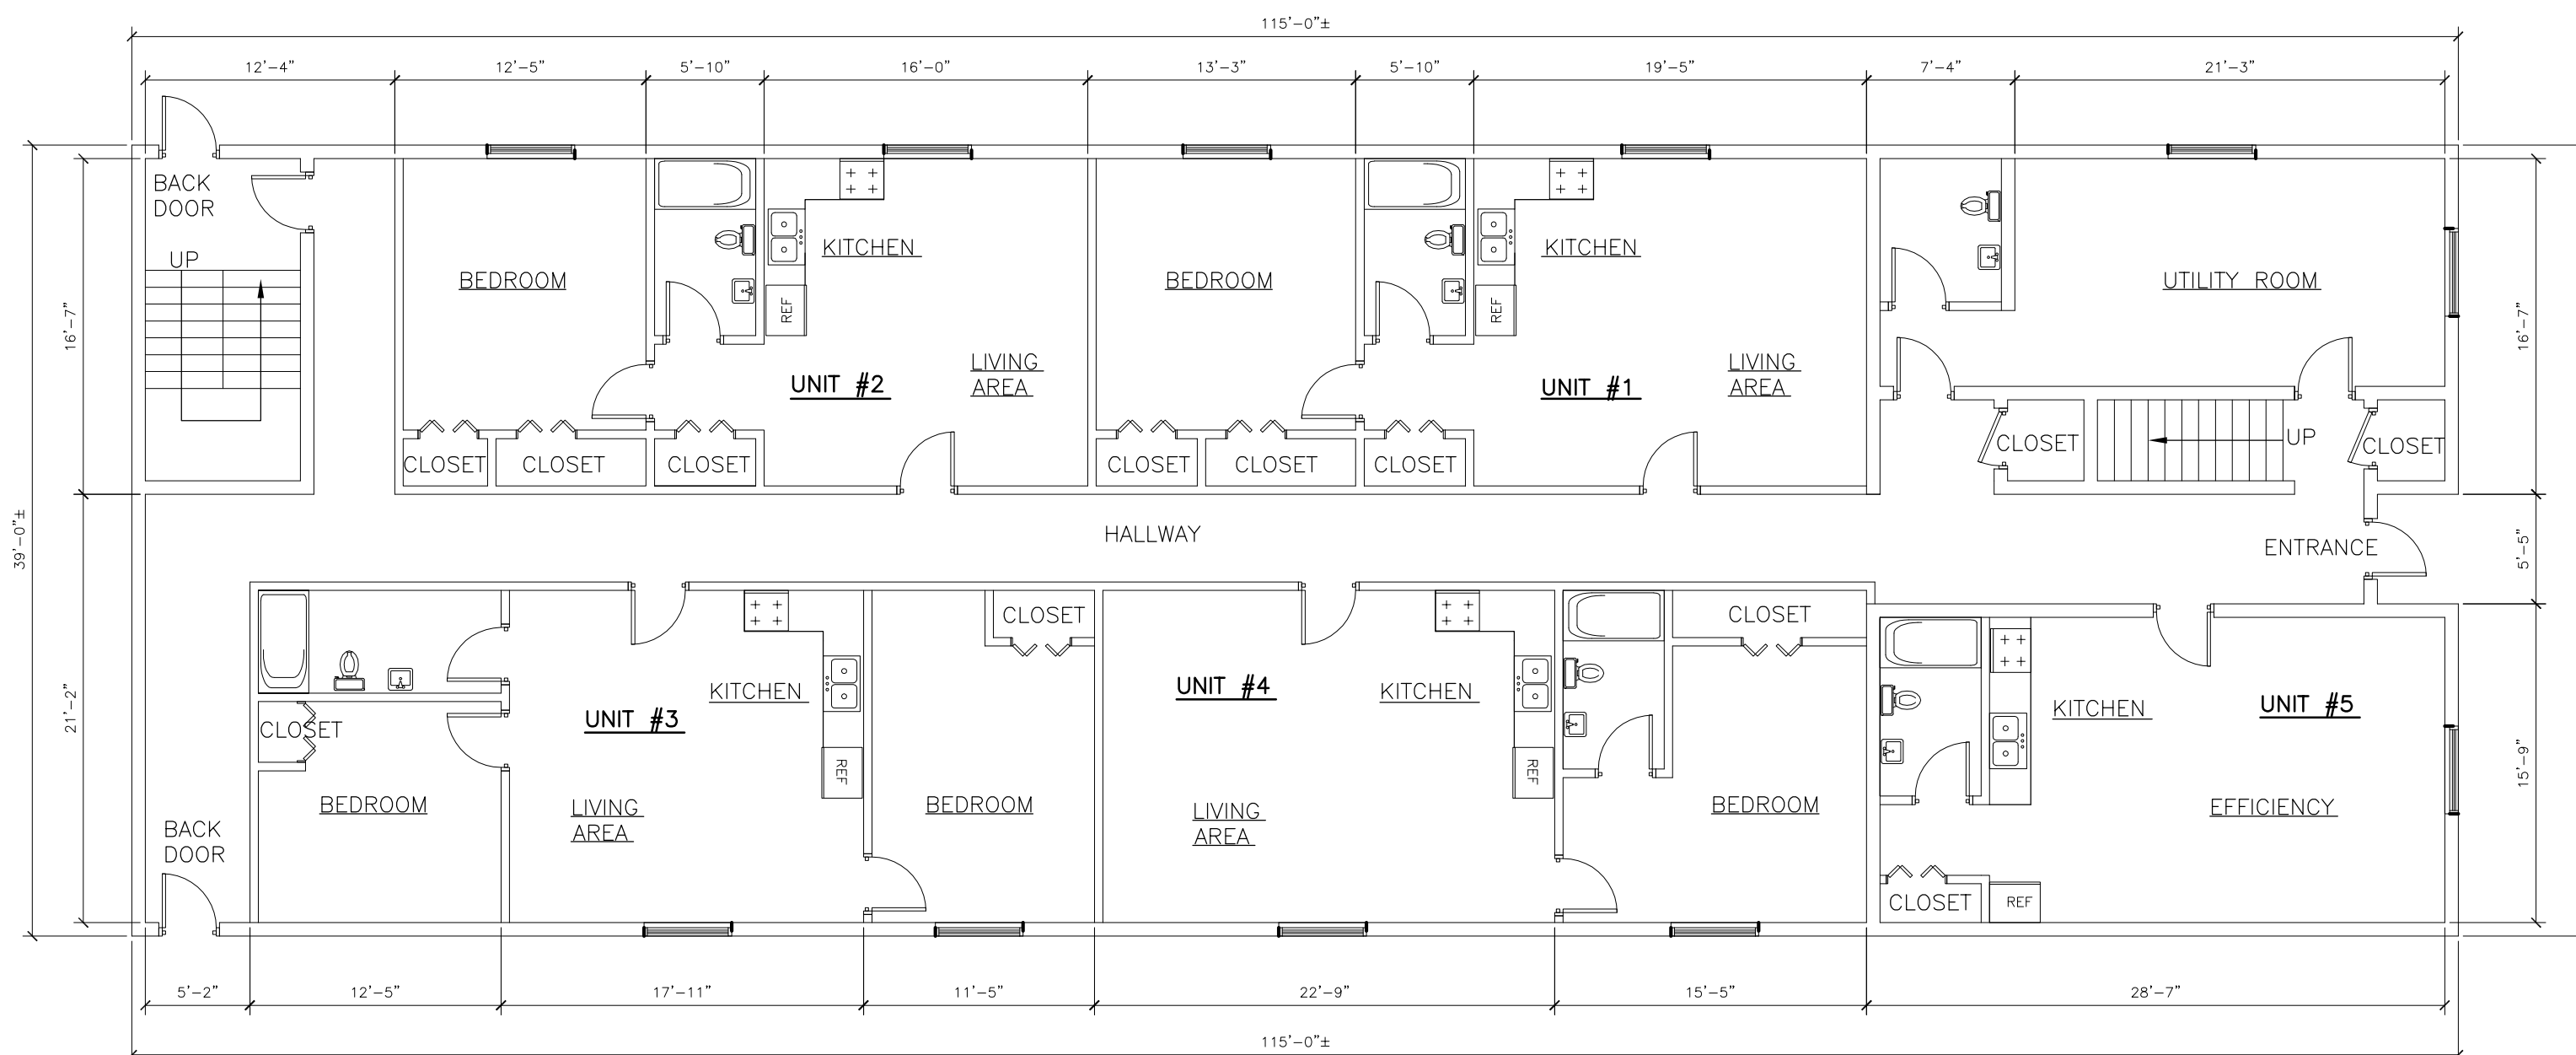 115'-0"±
12'-4"
12'-5"
5'-10"
16'-0"
13'-3"
5'-10"
19'-5"
7'-4"
21'-3"
BACK
DOOR
UP
16'-7"
BEDROOM
KITCHEN
REF
LIVING
AREA
UNIT #2
CLOSET
CLOSET
CLOSET
BEDROOM
KITCHEN
REF
LIVING
AREA
UNIT #1
CLOSET
CLOSET
CLOSET
UTILITY ROOM
CLOSET
UP
CLOSET
16'-7"
39'-0"±
HALLWAY
ENTRANCE
5'-5"
21'-2"
CLOSET
BEDROOM
BACK
DOOR
UNIT #3
KITCHEN
REF
LIVING
AREA
CLOSET
BEDROOM
UNIT #4
KITCHEN
REF
LIVING
AREA
CLOSET
BEDROOM
KITCHEN
UNIT #5
EFFICIENCY
CLOSET
REF
15'-9"
5'-2"
12'-5"
17'-11"
11'-5"
22'-9"
15'-5"
28'-7"
115'-0"±